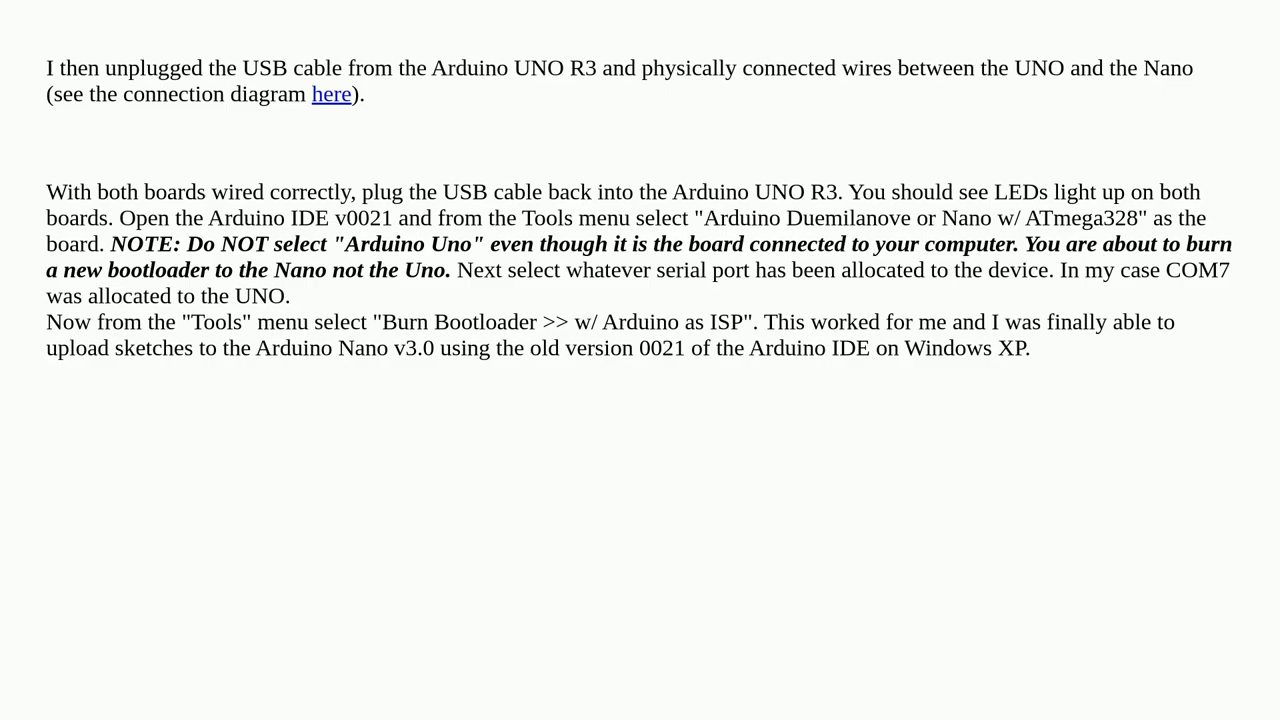 I then unplugged the USB cable from the Arduino UNO R3 and physically connected wires between the UNO and the Nano
(see the connection diagram here).
With both boards wired correctly, plug the USB cable back into the Arduino UNO R3. You should see LEDs light up on both
boards. Open the Arduino IDE v0021 and from the Tools menu select "Arduino Duemilanove or Nano w/ ATmega328" as the
board. NOTE: Do NOT select "Arduino Uno" even though it is the board connected to your computer. You are about to burn
a new bootloader to the Nano not the Uno. Next select whatever serial port has been allocated to the device. In my case COM7
was allocated to the UNO.
Now from the "Tools" menu select "Burn Bootloader >> w/ Arduino as ISP". This worked for me and I was finally able to
upload sketches to the Arduino Nano v3.0 using the old version 0021 of the Arduino IDE on Windows XP.